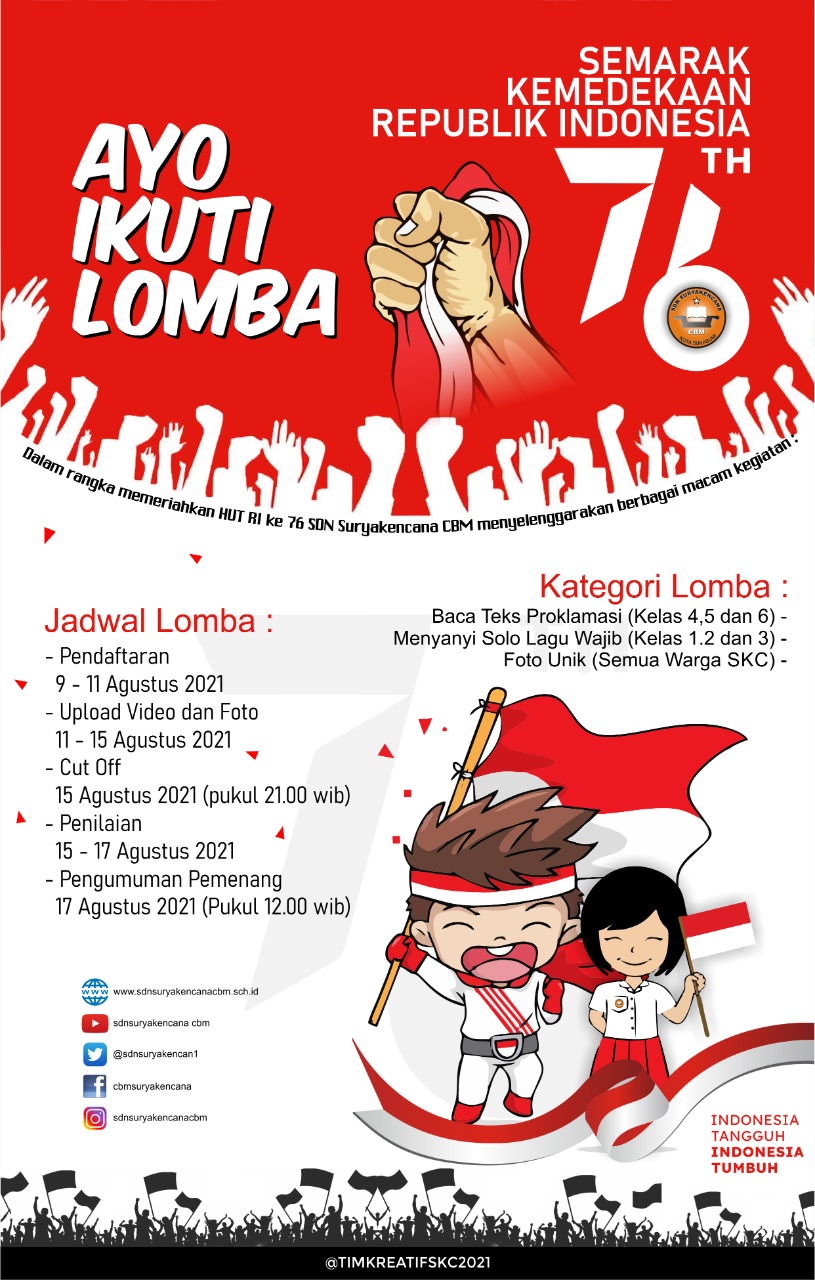 SEMARAK
KEMEDEKAAN
REPUBLIK INDONESIA
76 TH
AYO
IKUTI
LOMBA
SDN SURYAKENCANA
CBM
KOTA SUKABUMI
Dalam rangka memeriahkan HUT RI ke 76 SDN Suryakencana CBM menyelenggarakan berbagai macam kegiatan :
Kategori Lomba :
Baca Teks Proklamasi (Kelas 4,5 dan 6) -
Menyanyi Solo Lagu Wajib (Kelas 1.2 dan 3) -
Foto Unik (Semua Warga SKC) -
Jadwal Lomba :
- Pendaftaran
9 - 11 Agustus 2021
- Upload Video dan Foto
11 - 15 Agustus 2021
- Cut Off
15 Agustus 2021 (pukul 21.00 wib)
- Penilaian
15 - 17 Agustus 2021
- Pengumuman Pemenang
17 Agustus 2021 (Pukul 12.00 wib)
www.sdnsuryakencanacbm.sch.id
sdnsuryakencana cbm
@sdnsuryakencan1
cbmsuryakencana
sdnsuryakencanacbm
INDONESIA
TANGGUH
INDONESIA
TUMBUH
@TIMKREATIFSKC2021